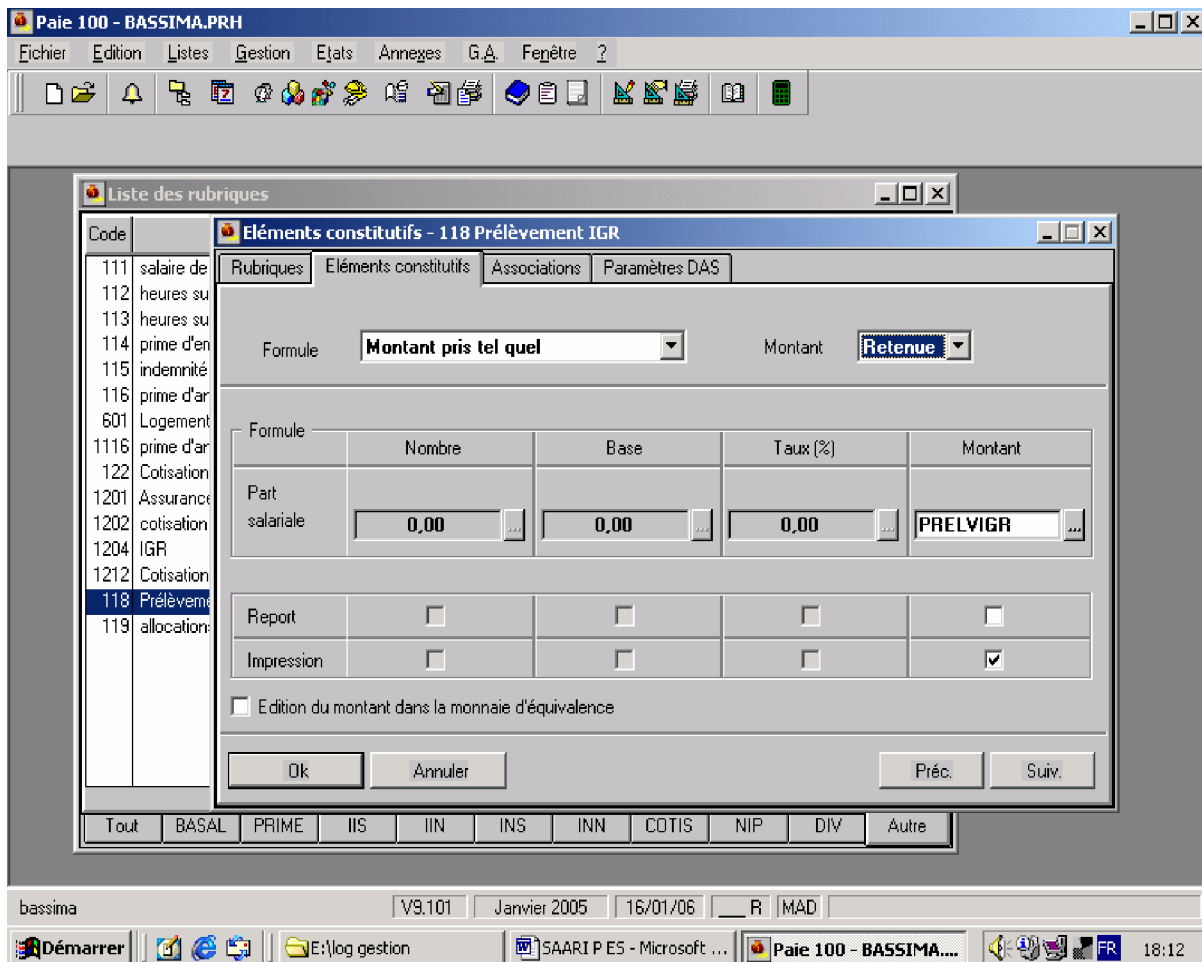 Paie 100 - BASSIMA.PRH
Fichier Edition Listes Gestion Etats Annexes G.A. Fenêtre ?
Liste des rubriques
Code
111 salaire de
112 heures su
113 heures su
114 prime d'en
115 indemnité
116 prime d'ar
601 Logement
1116 prime d'ar
122 Cotisation
1201 Assurance
1202 cotisation
1204 IGR
1212 Cotisation
118 Prélèveme
119 allocation
Eléments constitutifs - 118 Prélèvement IGR
Rubriques Eléments constitutifs Associations Paramètres DAS
Formule Montant pris tel quel Montant Retenue
Formule Nombre Base Taux (%) Montant
Part
salariale 0,00 ... 0,00 ... 0,00 ... PRELVIGR ...
Report
Impression
Edition du montant dans la monnaie d'équivalence
Ok Annuler Préc. Suiv.
Tout BASAL PRIME IIS IIN INS INN COTIS NIP DIV Autre
bassima V9.101 Janvier 2005 16/01/06 ___ R MAD
Démarrer E:\log gestion SAARI P ES - Microsoft ... Paie 100 - BASSIMA.... FR 18:12